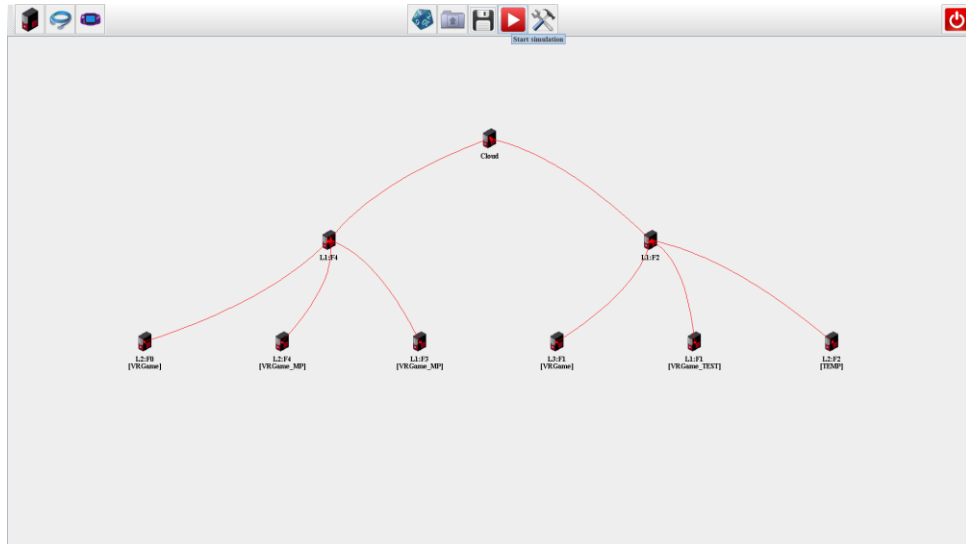 Start simulation
Cloud
L1:F4
L1:F2
L2:F0
[VRGame]
L2:F4
[VRGame_MP]
L1:F3
[VRGame_MP]
L3:F1
[VRGame]
L1:F1
[VRGame_TEST]
L2:F2
[TEMP]